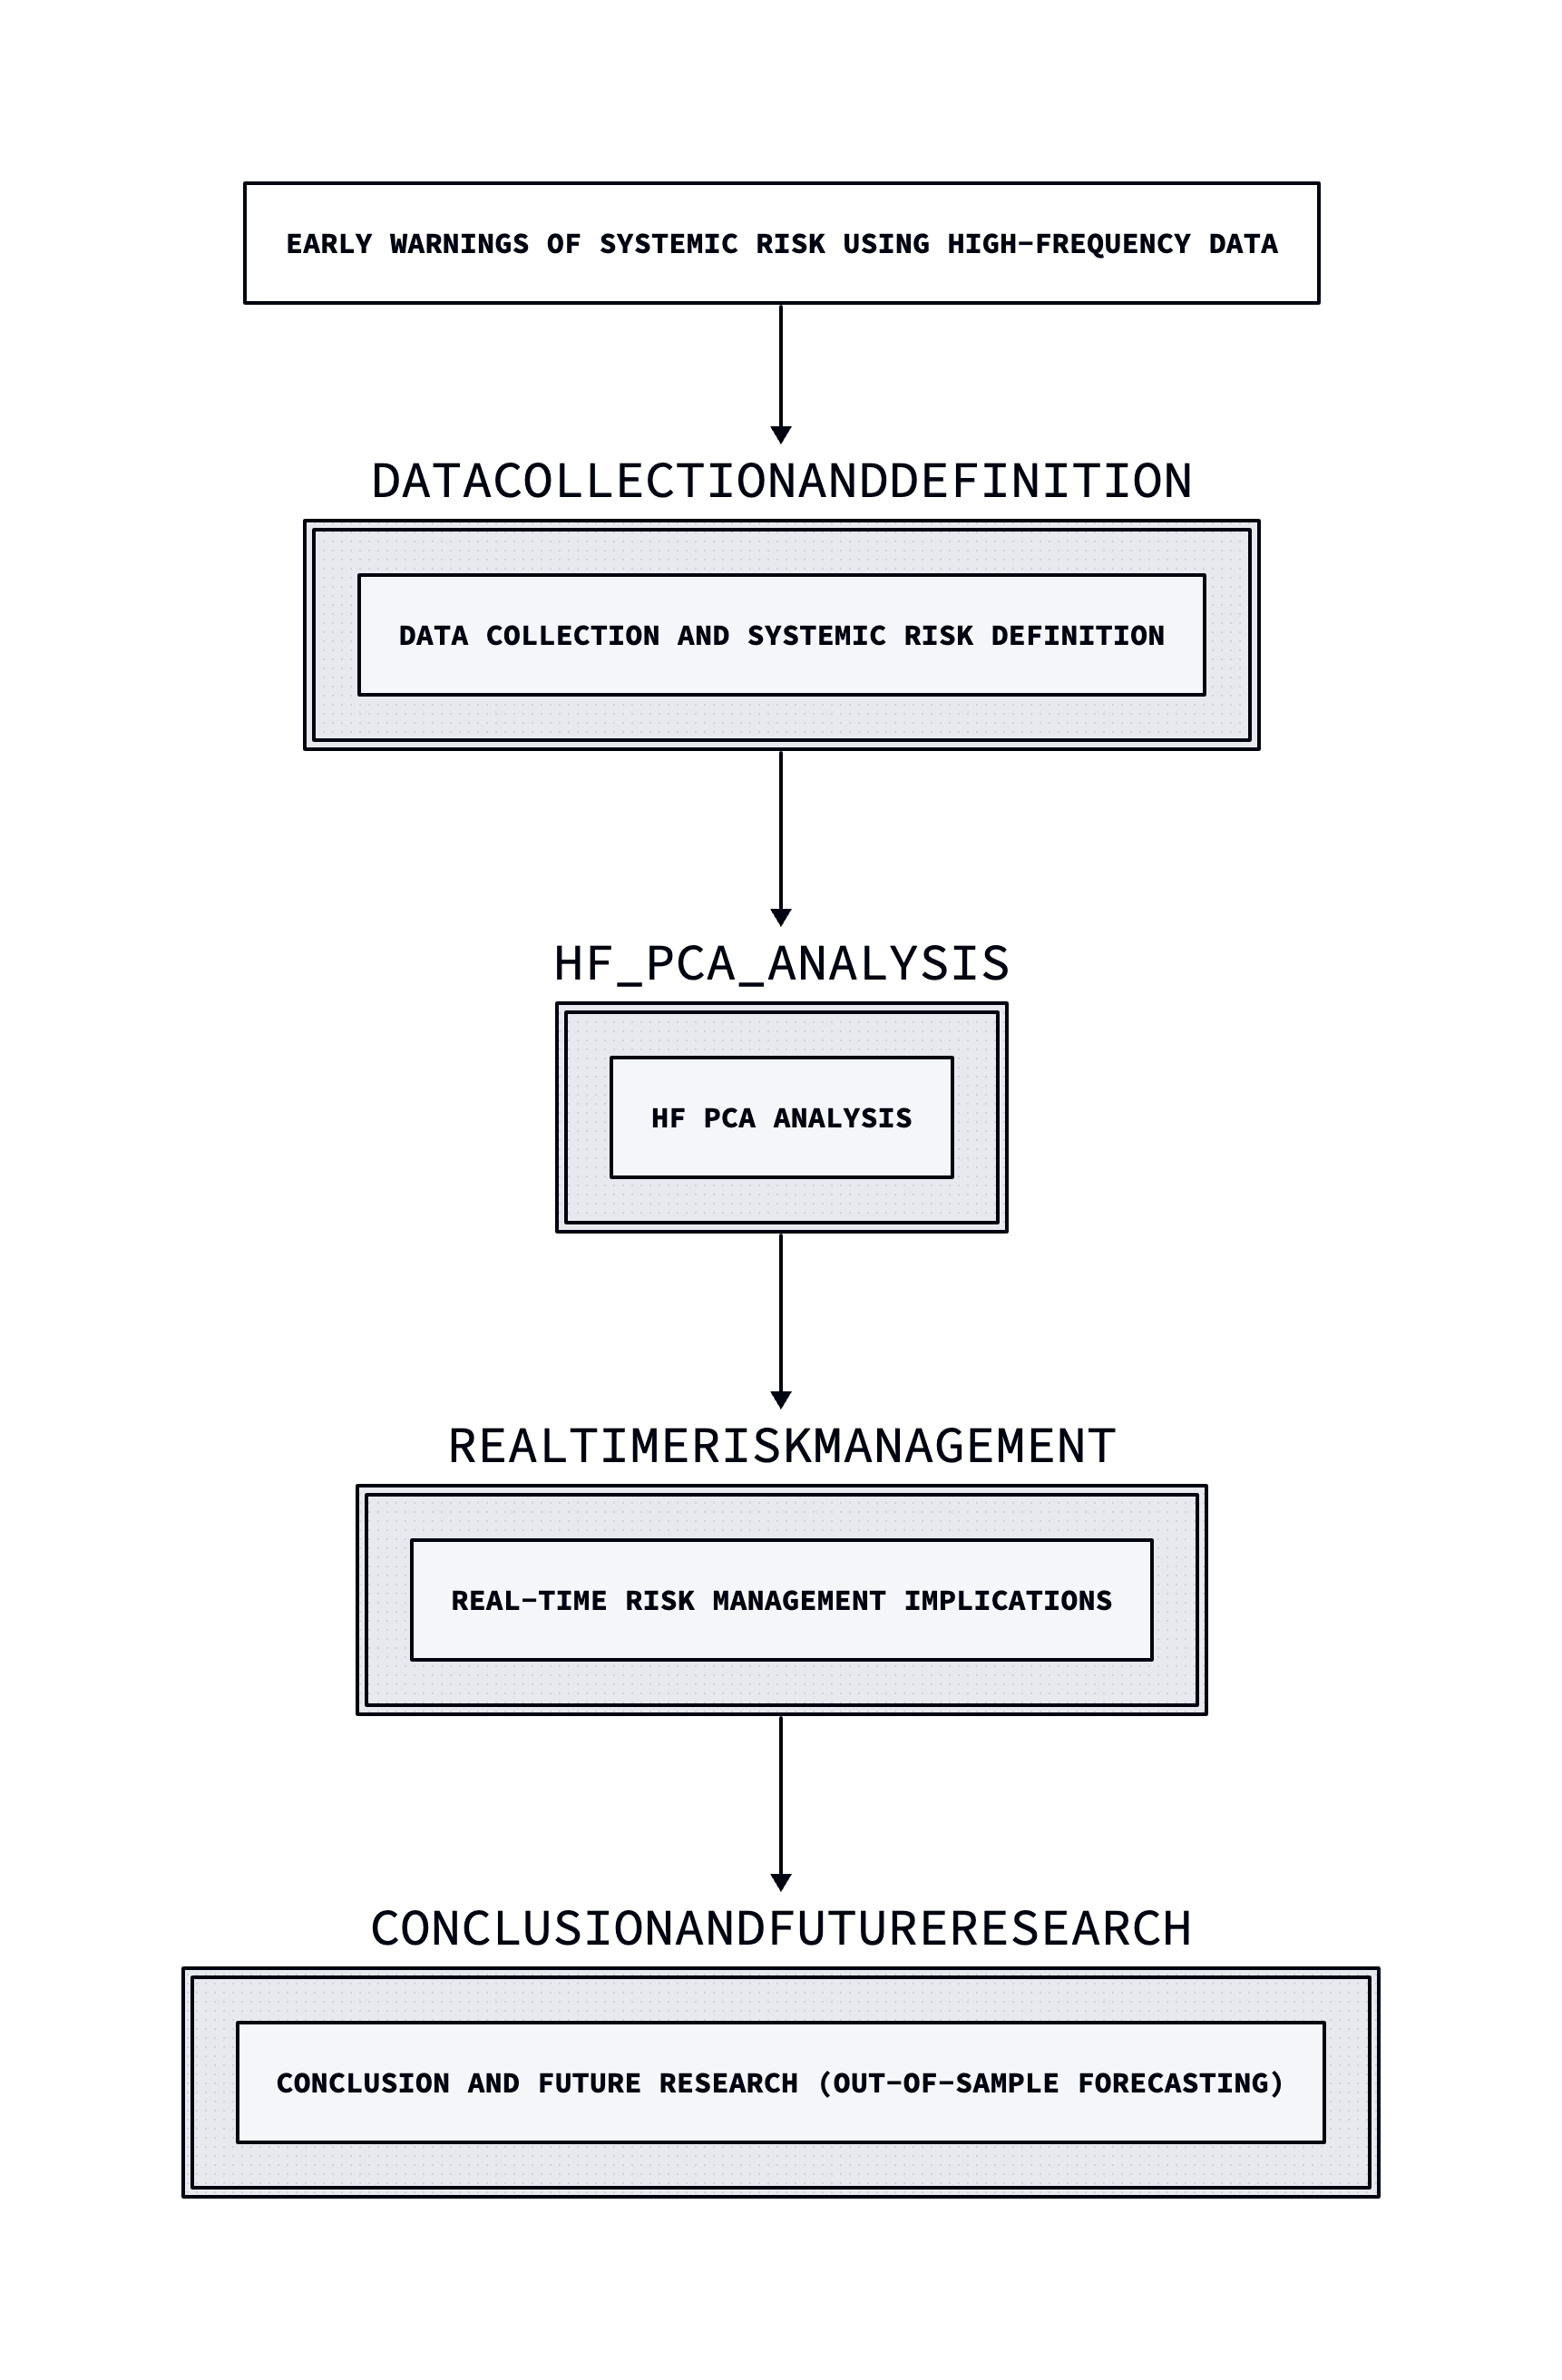 EARLY WARNINGS OF SYSTEMIC RISK USING HIGH-FREQUENCY DATA
DATACOLLECTIONANDDEFINITION
DATA COLLECTION AND SYSTEMIC RISK DEFINITION
HF_PCA_ANALYSIS
HF PCA ANALYSIS
REALTIMERISKMANAGEMENT
REAL-TIME RISK MANAGEMENT IMPLICATIONS
CONCLUSIONANDFUTURERESEARCH
CONCLUSION AND FUTURE RESEARCH (OUT-OF-SAMPLE FORECASTING)